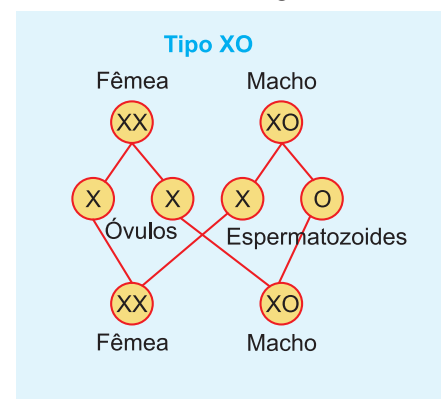 Tipo XO
Fêmea Macho
XX XO
X X X O
Óvulos Espermatozoides
XX XO
Fêmea Macho